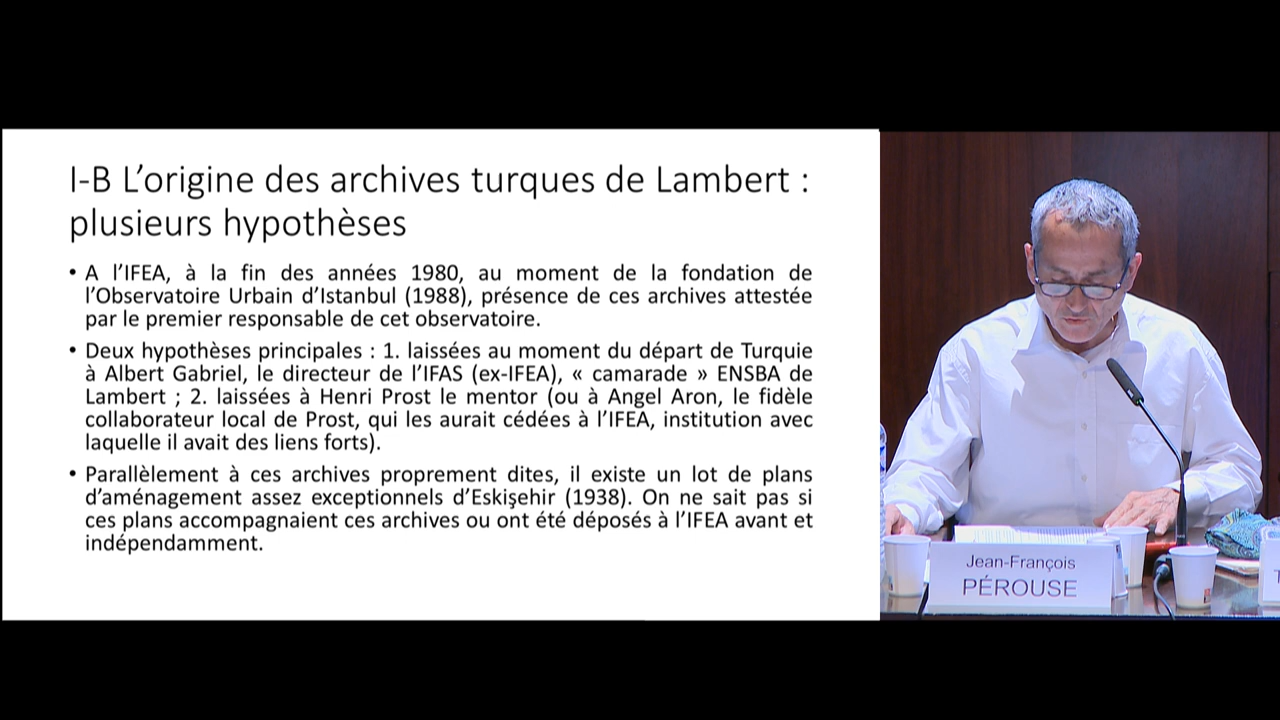 I-B L’origine des archives turques de Lambert :
plusieurs hypothèses
• A l’IFEA, à la fin des années 1980, au moment de la fondation de
l’Observatoire Urbain d’Istanbul (1988), présence de ces archives attestée
par le premier responsable de cet observatoire.
• Deux hypothèses principales : 1. laissées au moment du départ de Turquie
à Albert Gabriel, le directeur de l’IFAS (ex-IFEA), « camarade » ENSBA de
Lambert ; 2. laissées à Henri Prost le mentor (ou à Angel Aron, le fidèle
collaborateur local de Prost, qui les aurait cédées à l’IFEA, institution avec
laquelle il avait des liens forts).
• Parallèlement à ces archives proprement dites, il existe un lot de plans
d’aménagement assez exceptionnels d’Eskişehir (1938). On ne sait pas si
ces plans accompagnaient ces archives ou ont été déposés à l’IFEA avant et
indépendamment.
Jean-François
PÉROUSE